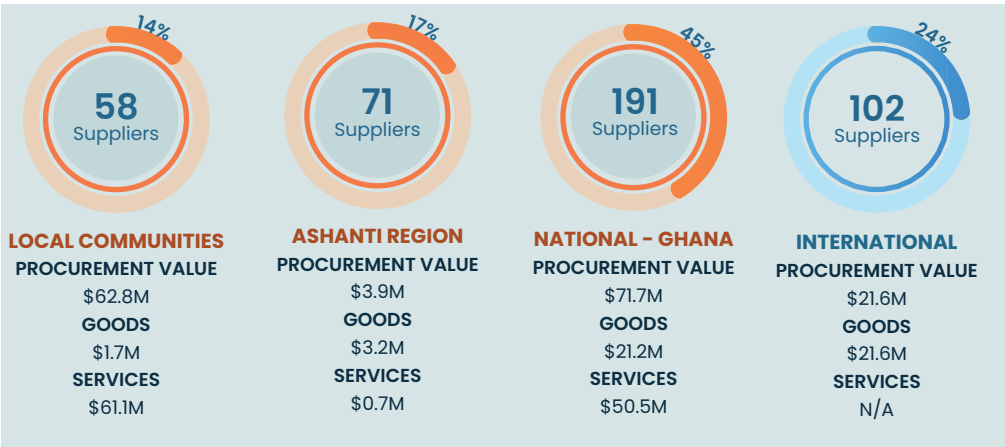 14%
58
Suppliers
LOCAL COMMUNITIES
PROCUREMENT VALUE
$62.8M
GOODS
$1.7M
SERVICES
$61.1M
17%
71
Suppliers
ASHANTI REGION
PROCUREMENT VALUE
$3.9M
GOODS
$3.2M
SERVICES
$0.7M
45%
191
Suppliers
NATIONAL - GHANA
PROCUREMENT VALUE
$71.7M
GOODS
$21.2M
SERVICES
$50.5M
24%
102
Suppliers
INTERNATIONAL
PROCUREMENT VALUE
$21.6M
GOODS
$21.6M
SERVICES
N/A